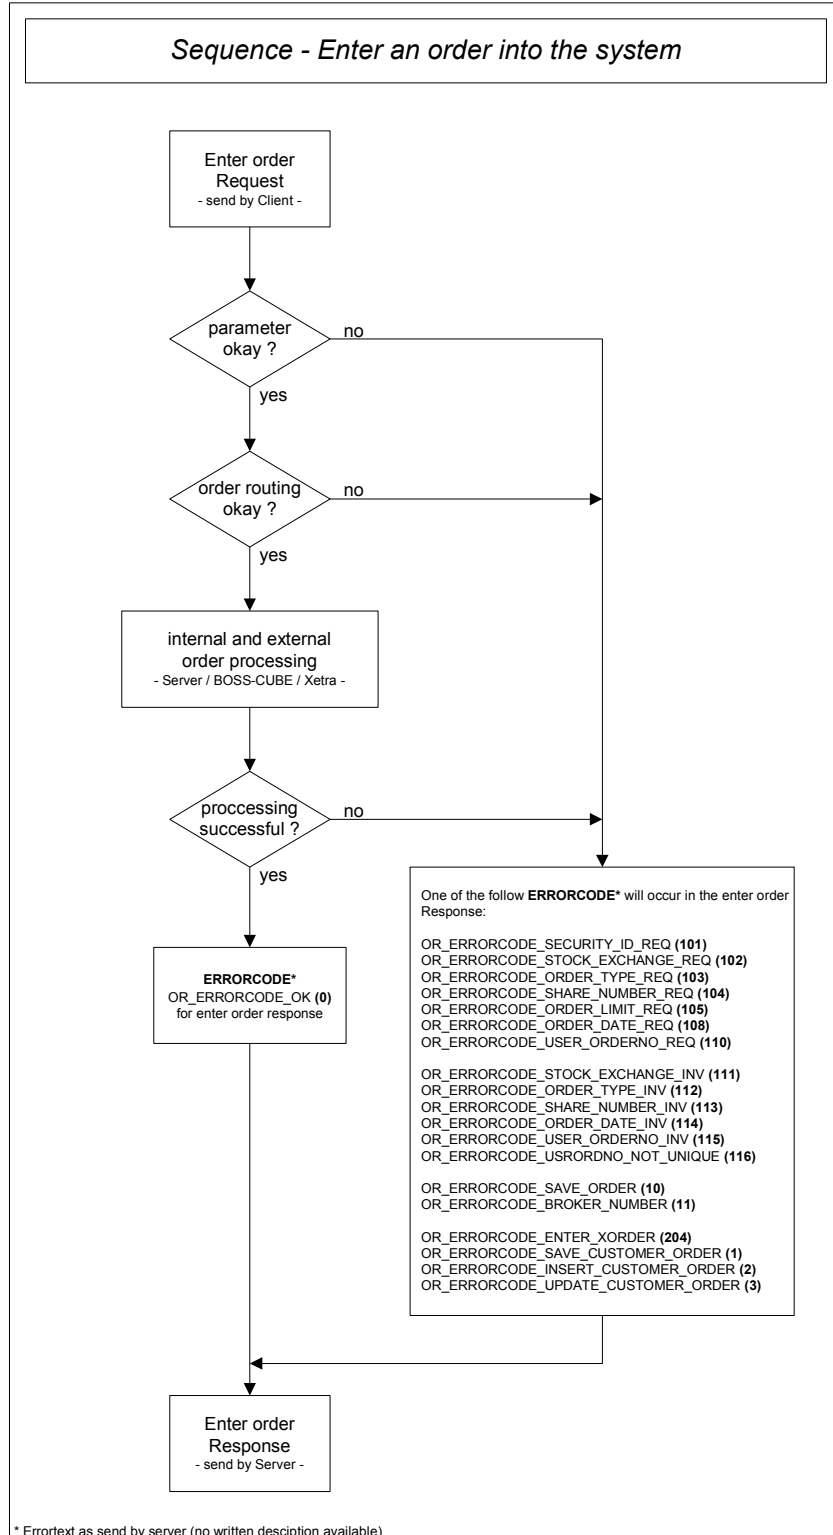 Sequence - Enter an order into the system
Enter order
Request
- send by Client -
parameter
okay ?
no
yes
order routing
okay ?
no
yes
internal and external
order processing
- Server / BOSS-CUBE / Xetra -
proccessing
successful ?
no
yes
ERRORCODE*
OR_ERRORCODE_OK (0)
for enter order response
One of the follow ERRORCODE* will occur in the enter order
Response:
OR_ERRORCODE_SECURITY_ID_REQ (101)
OR_ERRORCODE_STOCK_EXCHANGE_REQ (102)
OR_ERRORCODE_ORDER_TYPE_REQ (103)
OR_ERRORCODE_SHARE_NUMBER_REQ (104)
OR_ERRORCODE_ORDER_LIMIT_REQ (105)
OR_ERRORCODE_ORDER_DATE_REQ (108)
OR_ERRORCODE_USER_ORDERNO_REQ (110)
OR_ERRORCODE_STOCK_EXCHANGE_INV (111)
OR_ERRORCODE_ORDER_TYPE_INV (112)
OR_ERRORCODE_SHARE_NUMBER_INV (113)
OR_ERRORCODE_ORDER_DATE_INV (114)
OR_ERRORCODE_USER_ORDERNO_INV (115)
OR_ERRORCODE_USRORDNO_NOT_UNIQUE (116)
OR_ERRORCODE_SAVE_ORDER (10)
OR_ERRORCODE_BROKER_NUMBER (11)
OR_ERRORCODE_ENTER_XORDER (204)
OR_ERRORCODE_SAVE_CUSTOMER_ORDER (1)
OR_ERRORCODE_INSERT_CUSTOMER_ORDER (2)
OR_ERRORCODE_UPDATE_CUSTOMER_ORDER (3)
Enter order
Response
- send by Server -
* Errortext as send by server (no written desciption available)